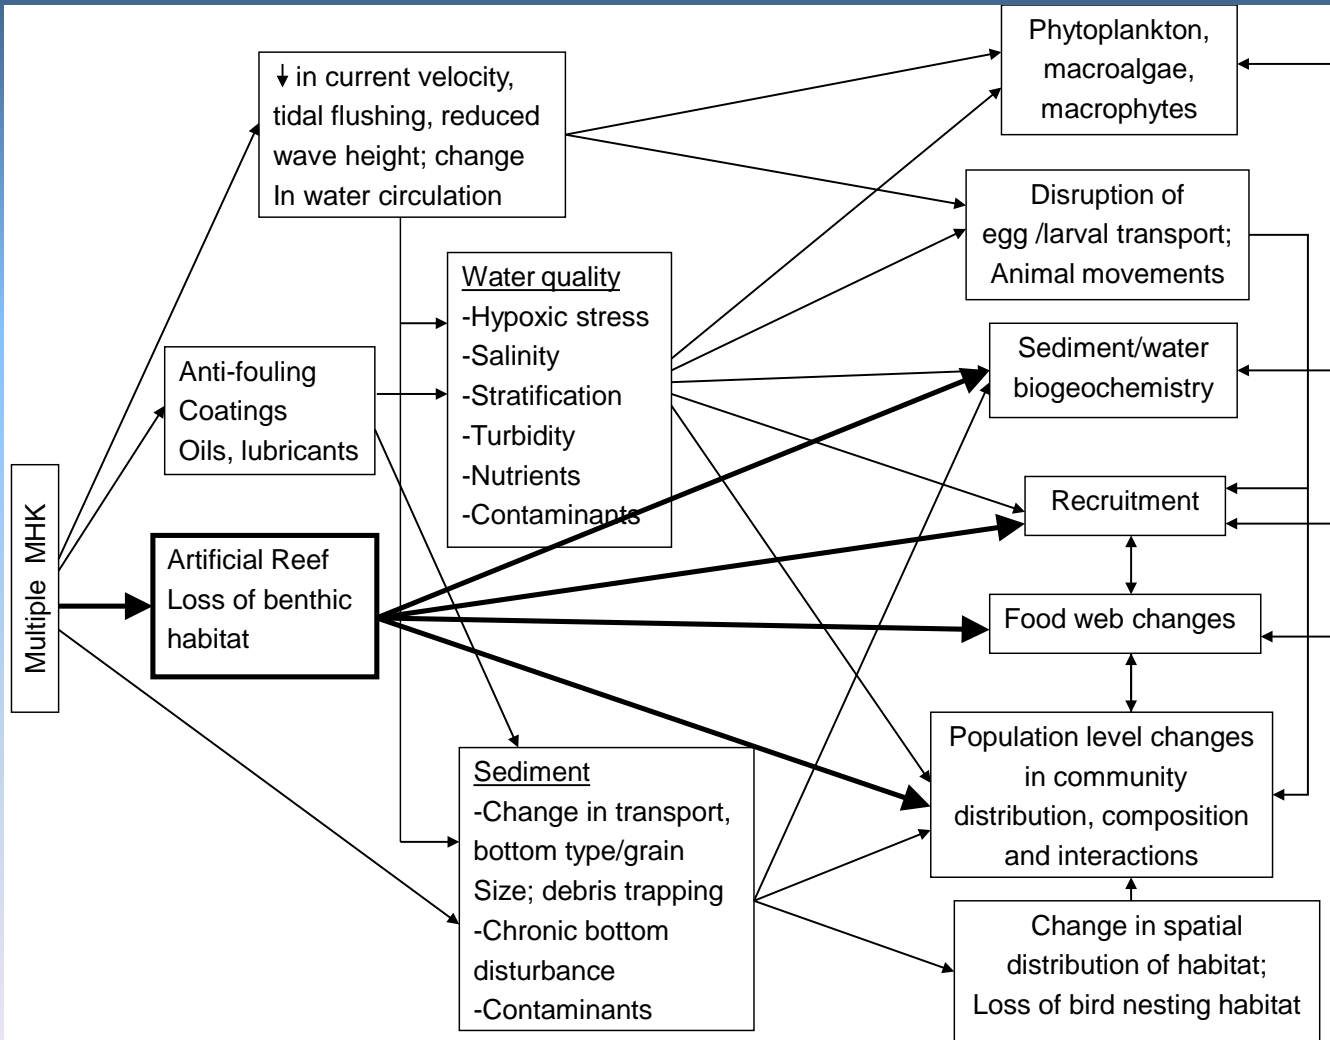 Multiple MHK
↓ in current velocity,
tidal flushing, reduced
wave height; change
In water circulation
Anti-fouling
Coatings
Oils, lubricants
Artificial Reef
Loss of benthic
habitat
Water quality
-Hypoxic stress
-Salinity
-Stratification
-Turbidity
-Nutrients
-Contaminants
Sediment
-Change in transport,
bottom type/grain
Size; debris trapping
-Chronic bottom
disturbance
-Contaminants
Phytoplankton,
macroalgae,
macrophytes
Disruption of
egg /larval transport;
Animal movements
Sediment/water
biogeochemistry
Recruitment
Food web changes
Population level changes
in community
distribution, composition
and interactions
Change in spatial
distribution of habitat;
Loss of bird nesting habitat